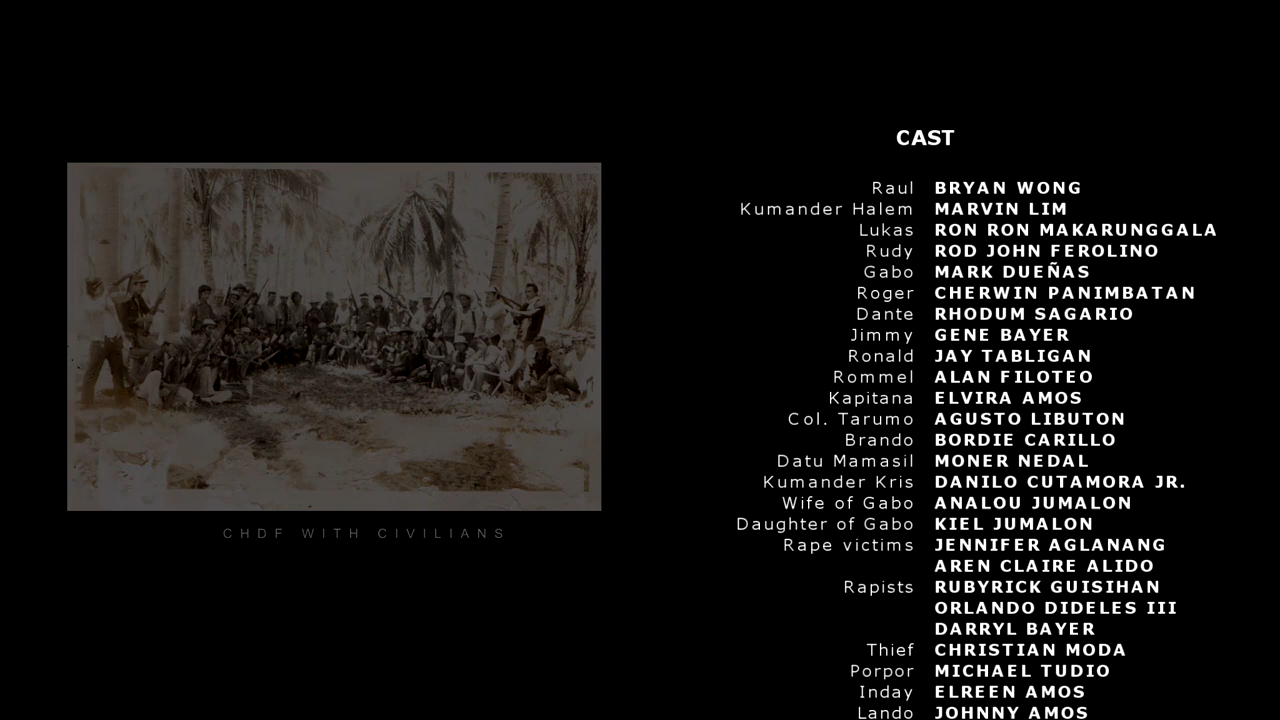 CAST
Raul BRYAN WONG
Kumander Halem MARVIN LIM
Lukas RON RON MAKARUNGGALA
Rudy ROD JOHN FEROLINO
Gabo MARK DUEÑAS
Roger CHERWIN PANIMBATAN
Dante RHODUM SAGARIO
Jimmy GENE BAYER
Ronald JAY TABLIGAN
Rommel ALAN FILOTEO
Kapitana ELVIRA AMOS
Col. Tarumo AGUSTO LIBUTON
Brando BORDIE CARILLO
Datu Mamasil MONER NEDAL
Kumander Kris DANILO CUTAMORA JR.
Wife of Gabo ANALOU JUMALON
Daughter of Gabo KIEL JUMALON
Rape victims JENNIFER AGLANANG
AREN CLAIRE ALIDO
Rapists RUBYRICK GUISIHAN
ORLANDO DIDELES III
DARRYL BAYER
Thief CHRISTIAN MODA
Porpor MICHAEL TUDIO
Inday ELREEN AMOS
Lando JOHNNY AMOS
CHDF WITH CIVILIANS